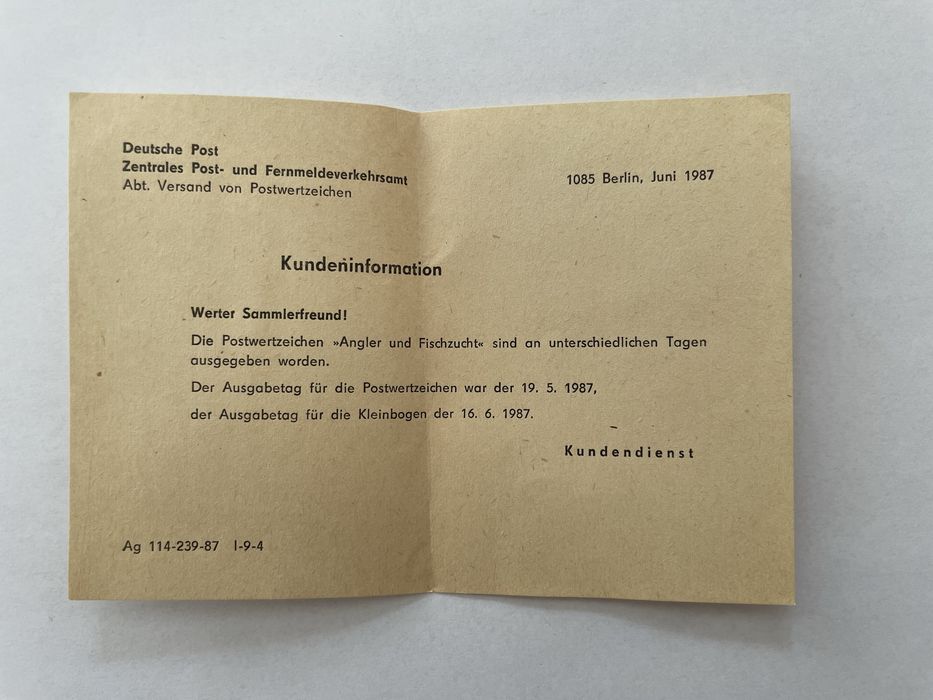 Deutsche Post
Zentrales Post- und Fernmeldeverkehrsamt
Abt. Versand von Postwertzeichen
1085 Berlin, Juni 1987
Kundeninformation
Werter Sammlerfreund!
Die Postwertzeichen »Angler und Fischzucht« sind an unterschiedlichen Tagen
ausgegeben worden.
Der Ausgabetag für die Postwertzeichen war der 19. 5. 1987,
der Ausgabetag für die Kleinbogen der 16. 6. 1987.
Kundendienst
Ag 114-239-87 I-9-4